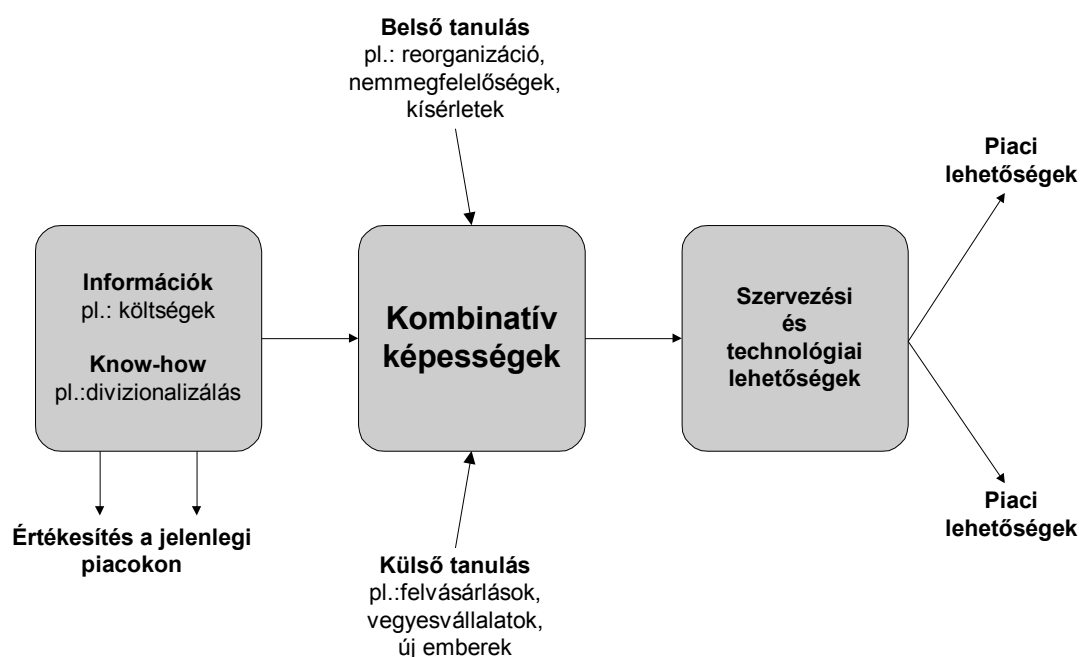 Belső tanulás
pl.: reorganizáció,
nemmegfelelőségek,
kísérletek
Piaci
lehetőségek
Információk
pl.: költségek
Know-how
pl.:divizionalizálás
Kombinatív
képességek
Szervezési
és
technológiai
lehetőségek
Értékesítés a jelenlegi
piacokon
Külső tanulás
pl.:felvásárlások,
vegyesvállalatok,
új emberek
Piaci
lehetőségek